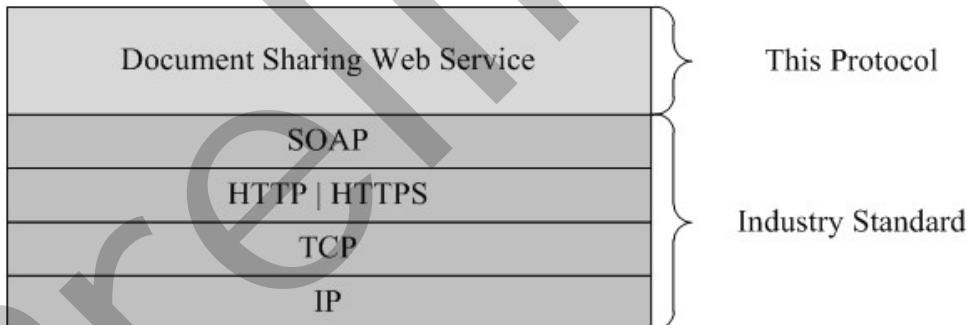 Document Sharing Web Service
This Protocol
SOAP
HTTP | HTTPS
TCP
IP
Industry Standard